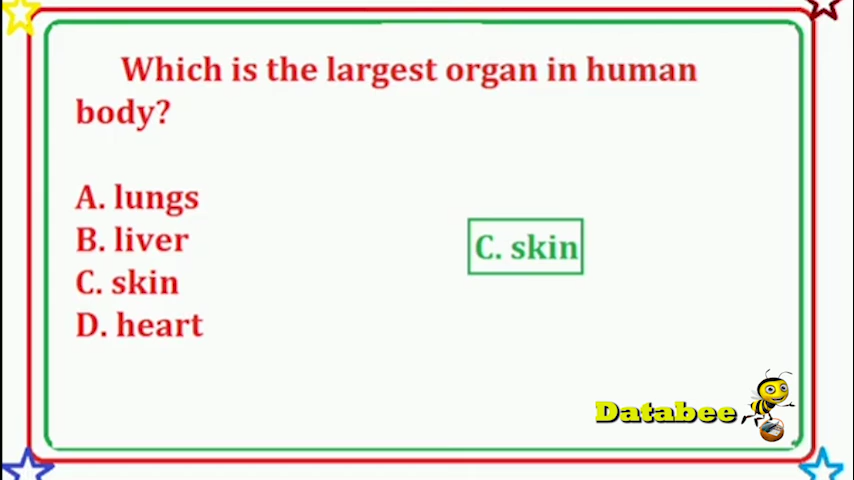 Which is the largest organ in human
body?
A. lungs
B. liver
C. skin
D. heart
C. skin
Databee